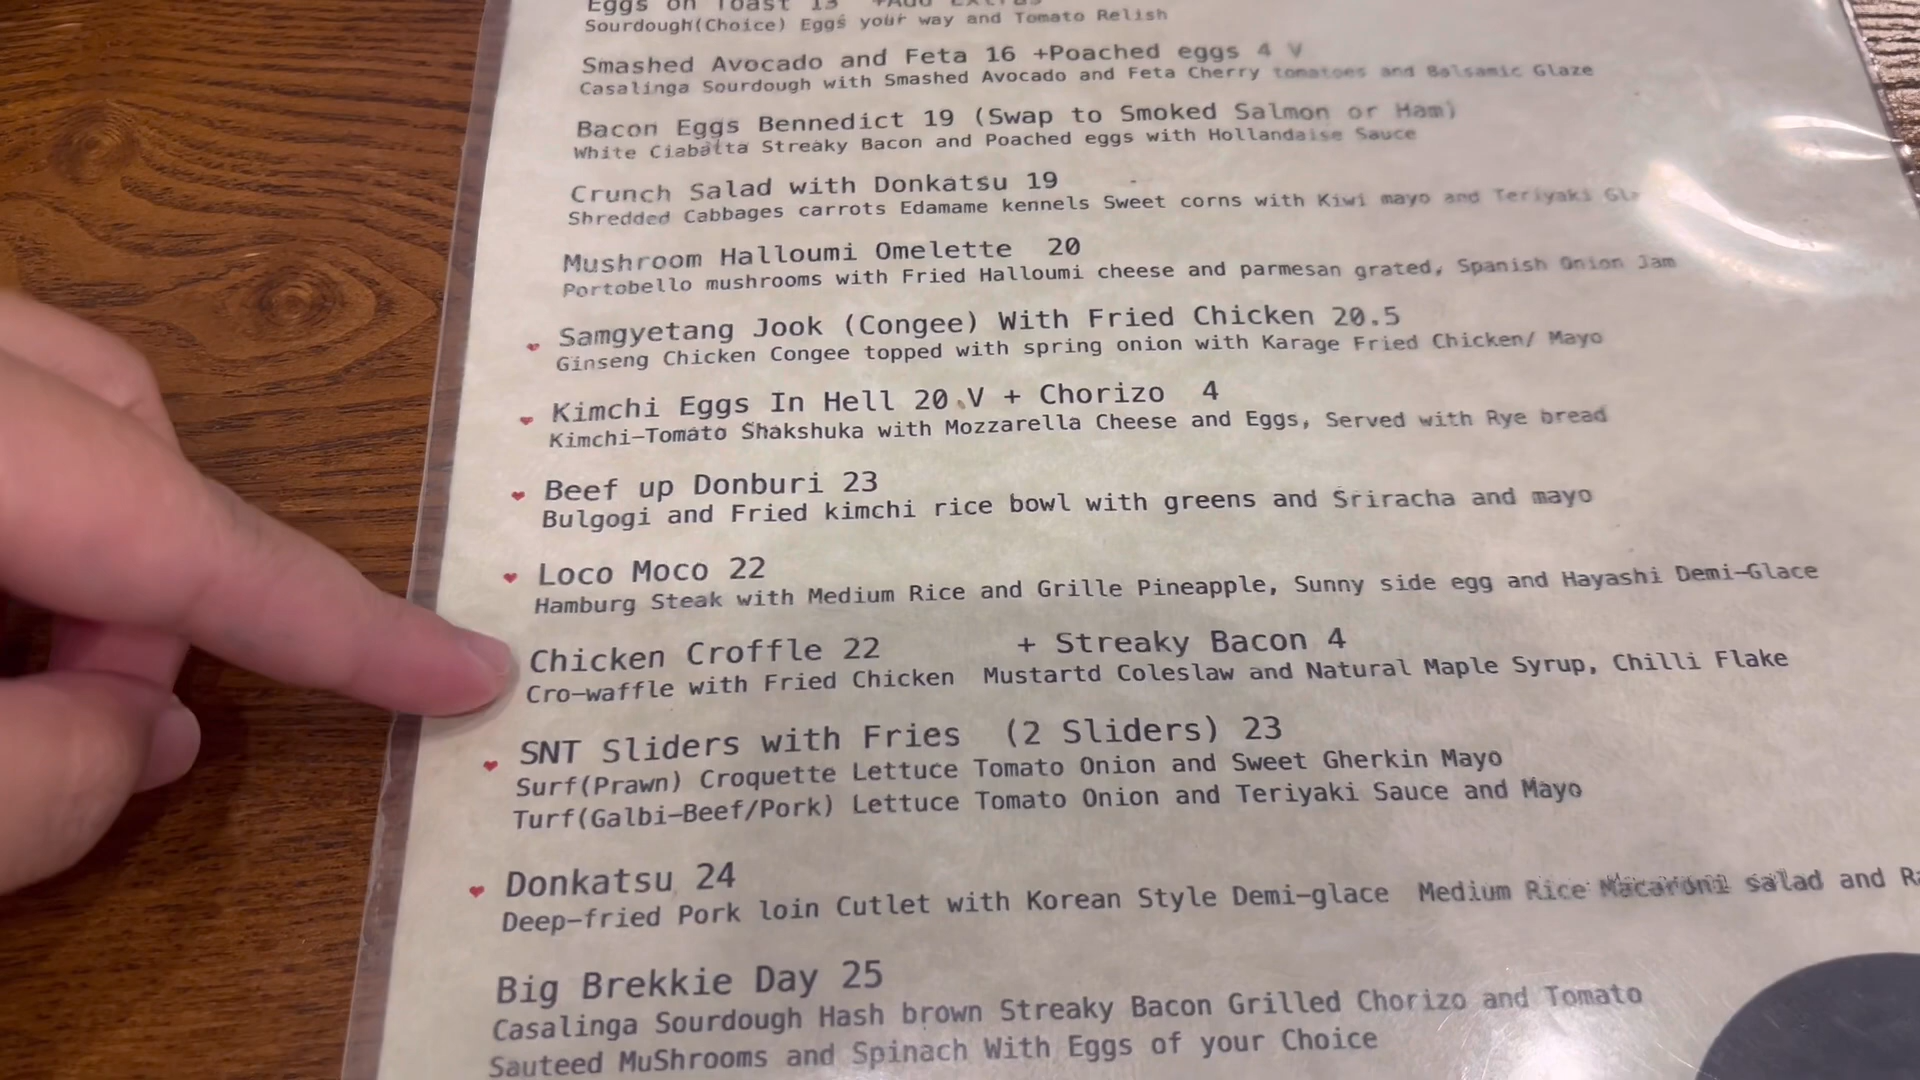 Eggs on Toast 13 +Add Extras
Sourdough(Choice) Eggs your way and Tomato Relish
Smashed Avocado and Feta 16 +Poached eggs 4 V
Casalinga Sourdough with Smashed Avocado and Feta Cherry tomatoes and Balsamic Glaze
Bacon Eggs Bennedict 19 (Swap to Smoked Salmon or Ham)
White Ciabatta Streaky Bacon and Poached eggs with Hollandaise Sauce
Crunch Salad with Donkatsu 19
Shredded Cabbages carrots Edamame kennels Sweet corns with Kiwi mayo and Teriyaki
Mushroom Halloumi Omelette 20
Portobello mushrooms with Fried Halloumi cheese and parmesan grated, Spanish Onion Jam
Samgyetang Jook (Congee) With Fried Chicken 20.5
Ginseng Chicken Congee topped with spring onion with Karage Fried Chicken/ Mayo
Kimchi Eggs In Hell 20 V + Chorizo 4
Kimchi-Tomato Shakshuka with Mozzarella Cheese and Eggs, Served with Rye bread
Beef up Donburi 23
Bulgogi and Fried kimchi rice bowl with greens and Sriracha and mayo
Loco Moco 22
Hamburg Steak with Medium Rice and Grille Pineapple, Sunny side egg and Hayashi Demi-Glace
Chicken Croffle 22 + Streaky Bacon 4
Cro-waffle with Fried Chicken Mustartd Coleslaw and Natural Maple Syrup, Chilli Flake
SNT Sliders with Fries (2 Sliders) 23
Surf(Prawn) Croquette Lettuce Tomato Onion and Sweet Gherkin Mayo
Turf(Galbi-Beef/Pork) Lettuce Tomato Onion and Teriyaki Sauce and Mayo
Donkatsu 24
Deep-fried Pork loin Cutlet with Korean Style Demi-glace Medium Rice Macaroni salad and
Big Brekkie Day 25
Casalinga Sourdough Hash brown Streaky Bacon Grilled Chorizo and Tomato
Sauteed MuShrooms and Spinach With Eggs of your Choice